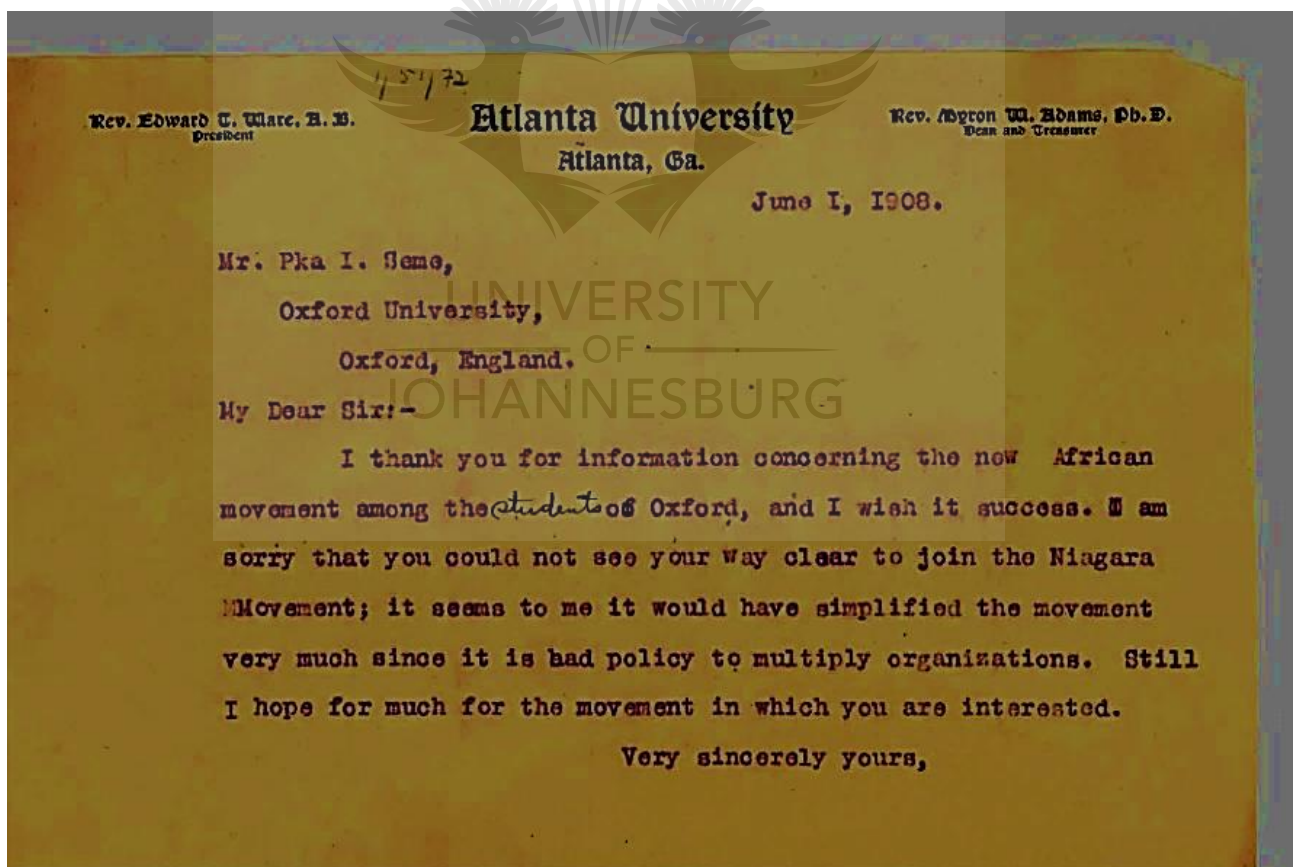 Rev. Edward T. Ware, A. B.
President
Atlanta University
Atlanta, Ga.
Rev. Myron W. Adams, Ph.D.
Dean and Treasurer
June I, I908.
Mr. Pka I. Seme,
Oxford University,
Oxford, England.
My Dear Sir:-
I thank you for information concerning the new African
movement among the students of Oxford, and I wish it success. I am
sorry that you could not see your way clear to join the Niagara
MMovement; it seems to me it would have simplified the movement
very much since it is bad policy to multiply organizations. Still
I hope for much for the movement in which you are interested.
Very sincerely yours,
UNIVERSITY
OF
JOHANNESBURG